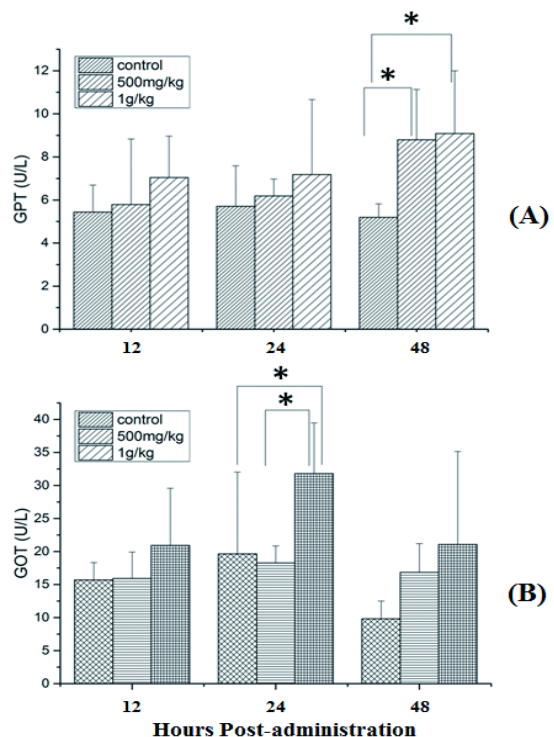 * *
control
500mg/kg
1g/kg
12
10
8
6
4
2
0
GPT (U/L)
12 24 48
(A)
* *
control
500mg/kg
1g/kg
40
35
30
25
20
15
10
5
0
GOT (U/L)
12 24 48
(B)
Hours Post-administration